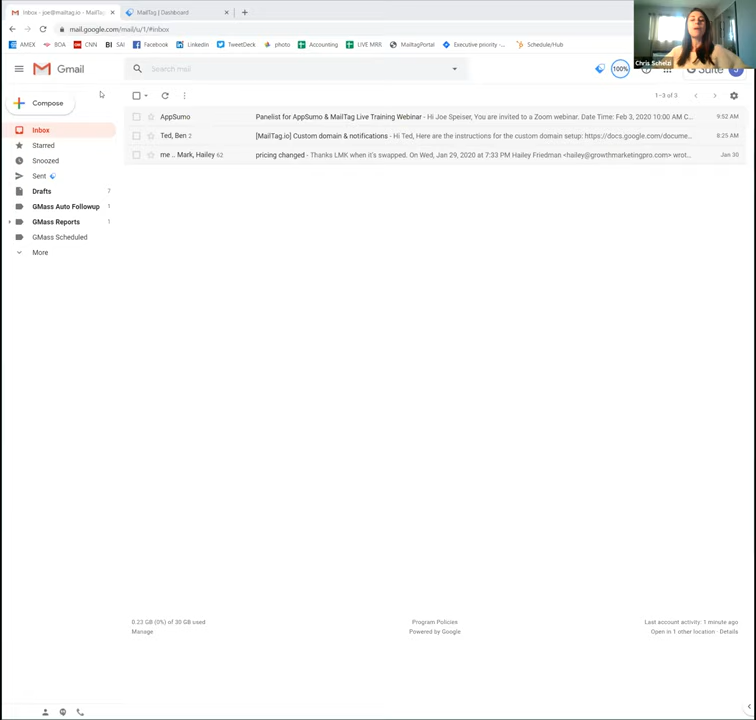 Inbox - joe@mailtag.io - MailTag
MailTag | Dashboard
mail.google.com/mail/u/1/#inbox
AMEX
BOA
CNN
SAI
Facebook
LinkedIn
TweetDeck
photo
Accounting
LIVE MRR
MailtagPortal
Executive priority -...
Schedule/Hub
Chris Schelzi
Gmail
Search mail
100%
G Suite
Compose
1–3 of 3
AppSumo
Panelist for AppSumo & MailTag Live Training Webinar - Hi Joe Speiser, You are invited to a Zoom webinar. Date Time: Feb 3, 2020 10:00 AM C...
9:52 AM
Inbox
Ted, Ben 2
[MailTag.io] Custom domain & notifications - Hi Ted, Here are the instructions for the custom domain setup: https://docs.google.com/docume...
8:25 AM
Starred
me .. Mark, Hailey 62
pricing changed - Thanks LMK when it's swapped. On Wed, Jan 29, 2020 at 7:33 PM Hailey Friedman <hailey@growthmarketingpro.com> wrot...
Jan 30
Snoozed
Sent
Drafts 7
GMass Auto Followup 1
GMass Reports 1
GMass Scheduled
More
0.23 GB (0%) of 30 GB used
Manage
Program Policies
Powered by Google
Last account activity: 1 minute ago
Open in 1 other location - Details